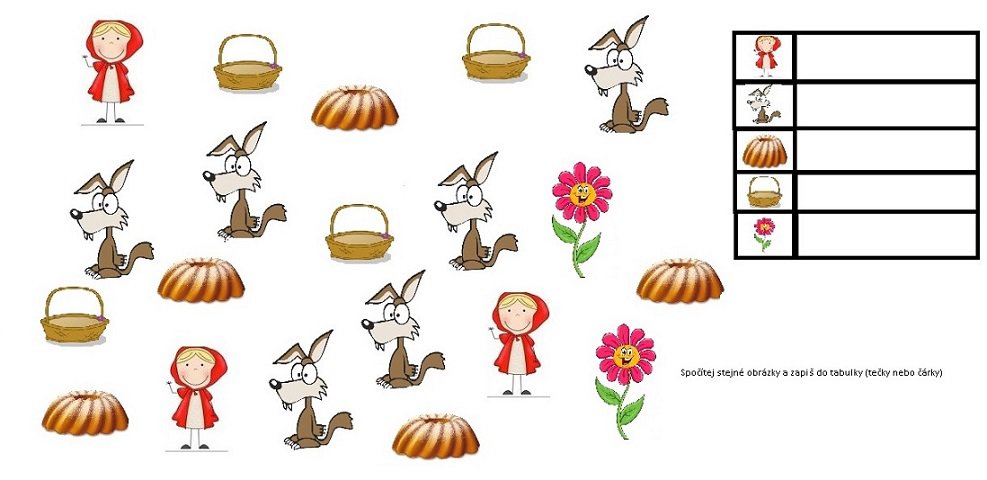 Spočítej stejné obrázky a zapiš do tabulky (tečky nebo čárky)